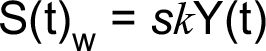 S(t)w = skY(t)